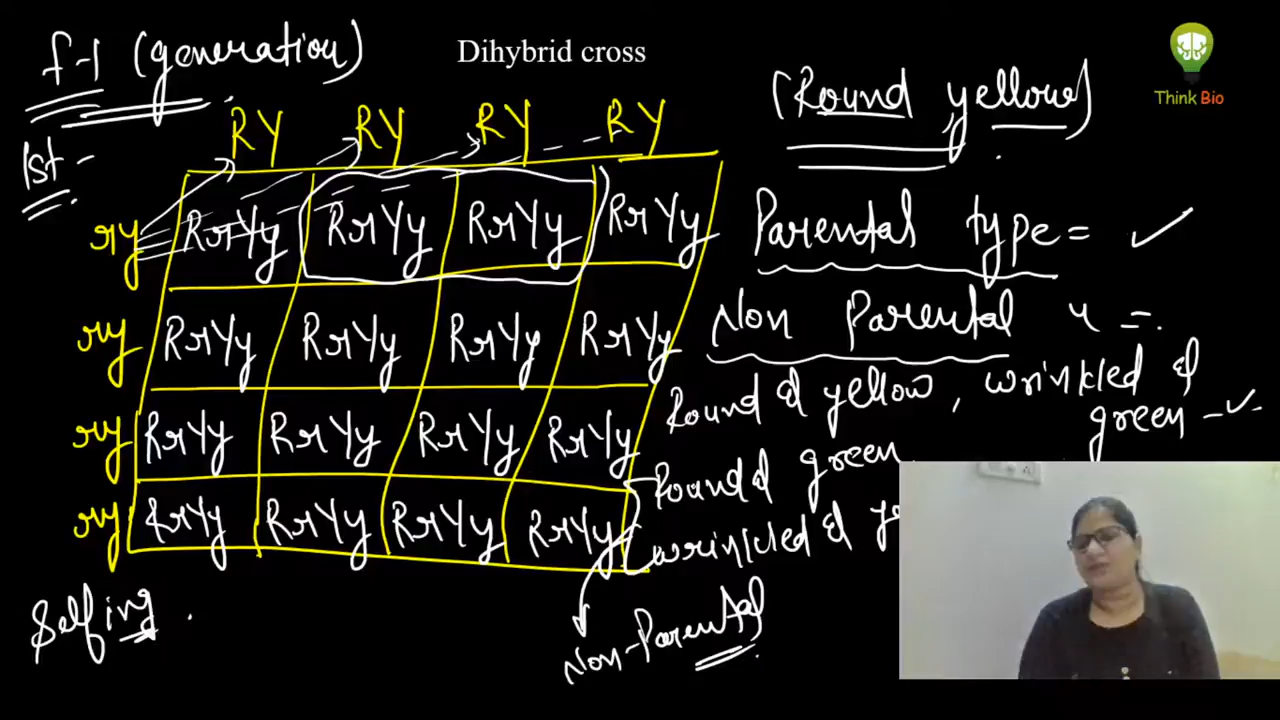 f-1 (generation)
Dihybrid cross
Think Bio
(Round yellow)
1st -
RY RY RY RY
ry RrYy RrYy RrYy RrYy
ry RrYy RrYy RrYy RrYy
ry RrYy RrYy RrYy RrYy
ry RrYy RrYy RrYy RrYy
Parental type = ✓
Non Parental " =.
Round & yellow, wrinkled &
green - ✓.
Round & green,
wrinkled & ye
Non-Parental
Selfing .